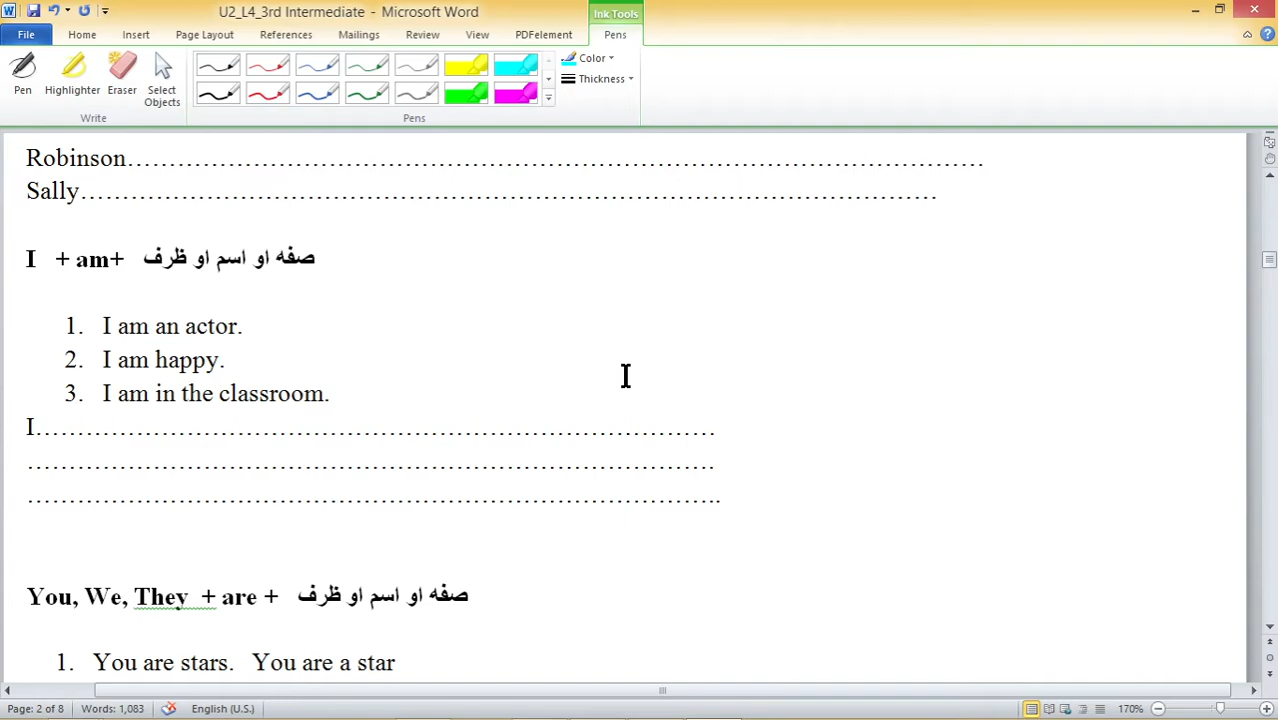 U2_L4_3rd Intermediate - Microsoft Word
Ink Tools
File Home Insert Page Layout References Mailings Review View PDFelement Pens
Pen Highlighter Eraser Select Objects
Color
Thickness
Write Pens
Robinson……………………………………………………………………………………………
Sally……………………………………………………………………………………………
I + am+ صفه او اسم او ظرف
1. I am an actor.
2. I am happy.
3. I am in the classroom.
I………………………………………………………………………
……………………………………………………………………….
………………………………………………………………………..
You, We, They + are + صفه او اسم او ظرف
1. You are stars. You are a star
Page: 2 of 8 Words: 1,083 English (U.S.) 170%